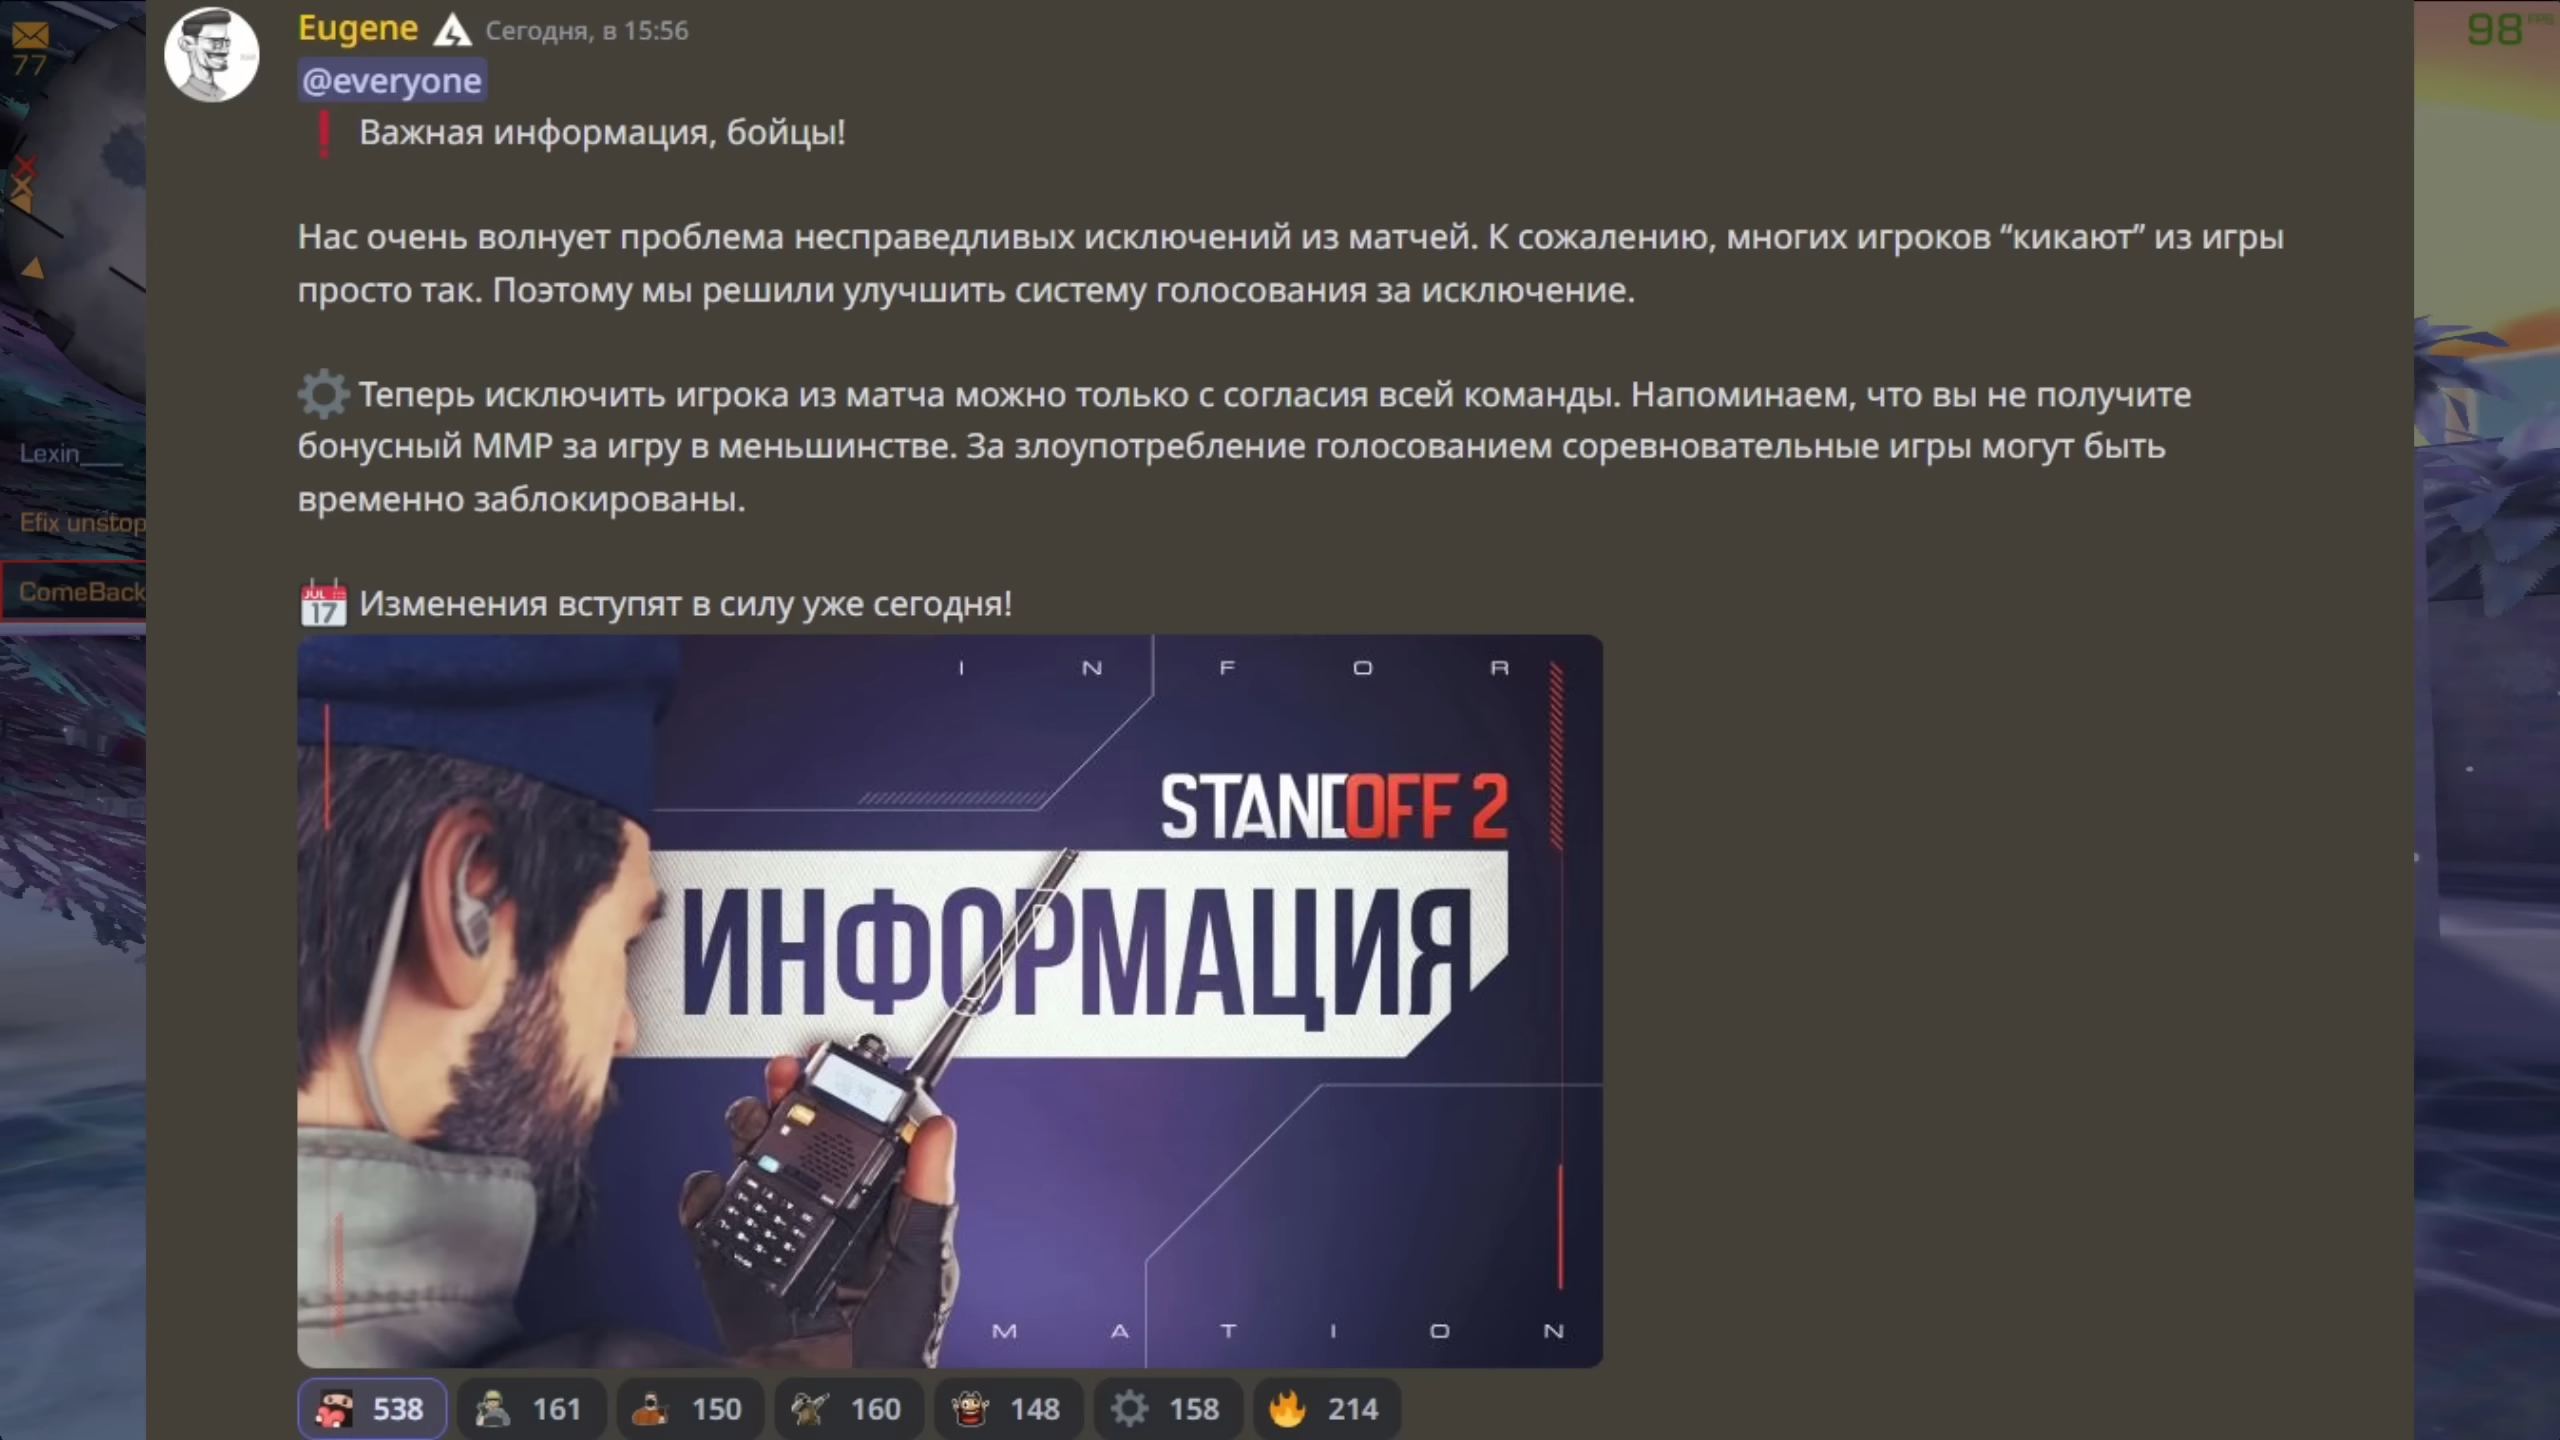 77
98 FPS
Lexin___
Efix unstop
ComeBack
Eugene Сегодня, в 15:56
@everyone
❗ Важная информация, бойцы!
Нас очень волнует проблема несправедливых исключений из матчей. К сожалению, многих игроков “кикают” из игры
просто так. Поэтому мы решили улучшить систему голосования за исключение.
Теперь исключить игрока из матча можно только с согласия всей команды. Напоминаем, что вы не получите
бонусный ММР за игру в меньшинстве. За злоупотребление голосованием соревновательные игры могут быть
временно заблокированы.
JUL 17 Изменения вступят в силу уже сегодня!
I N F O R
STANDOFF 2
ИНФОРМАЦИЯ
M A T I O N
538 161 150 160 148 158 214